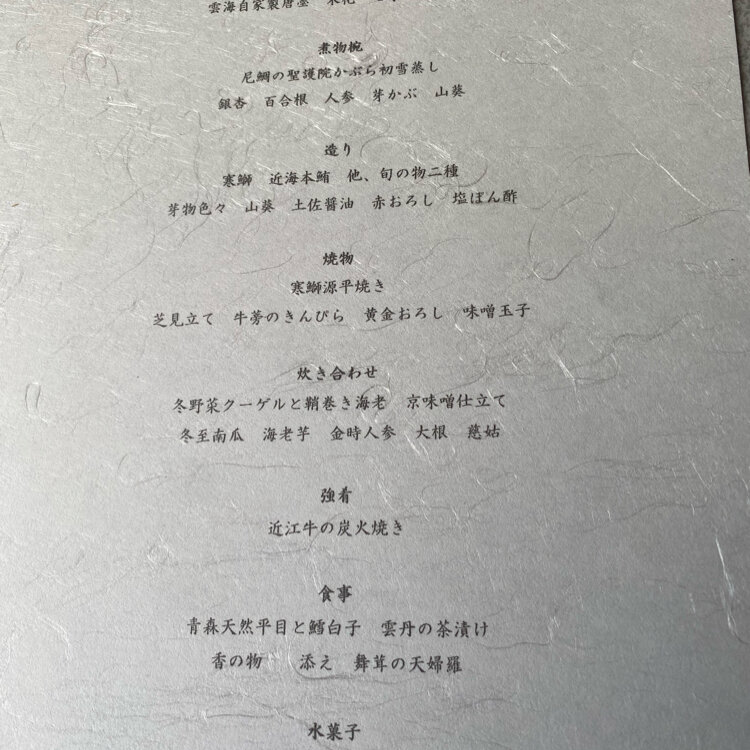 雲海自家製唐墨
煮物椀
尼鯛の聖護院かぶら初雪蒸し
銀杏　百合根　人参　芽かぶ　山葵
造り
寒鰤　近海本鮪　他、旬の物二種
芽物色々　山葵　土佐醤油　赤おろし　塩ぽん酢
焼物
寒鰤源平焼き
芝見立て　牛蒡のきんぴら　黄金おろし　味噌玉子
炊き合わせ
冬野菜クーゲルと鞘巻き海老　京味噌仕立て
冬至南瓜　海老芋　金時人参　大根　慈姑
強肴
近江牛の炭火焼き
食事
青森天然平目と鱈白子　雲丹の茶漬け
香の物　添え　舞茸の天婦羅
水菓子